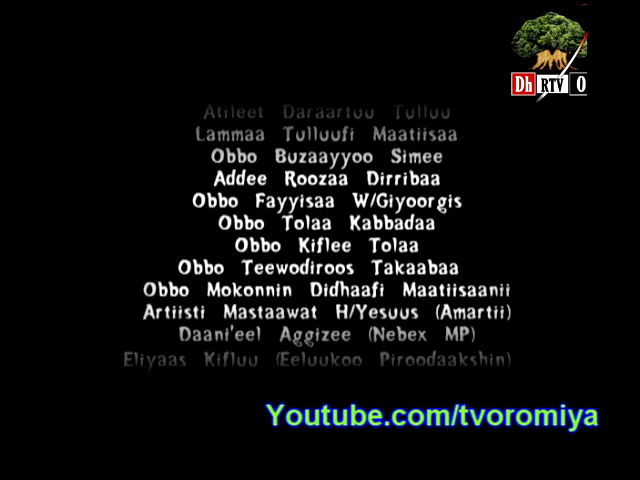 Dh RTV O
Atileet Daraartuu Tulluu
Lammaa Tulluufi Maatiisaa
Obbo Buzaayyoo Simee
Addee Roozaa Dirribaa
Obbo Fayyisaa W/Giyoorgis
Obbo Tolaa Kabbadaa
Obbo Kiflee Tolaa
Obbo Teewodiroos Takaabaa
Obbo Mokonnin Didhaafi Maatiisaanii
Artiisti Mastaawat H/Yesuus (Amartii)
Daani'eel Aggizee (Nebex MP)
Eliyaas Kifluu (Eeluukoo Piroodaakshin)
Youtube.com/tvoromiya